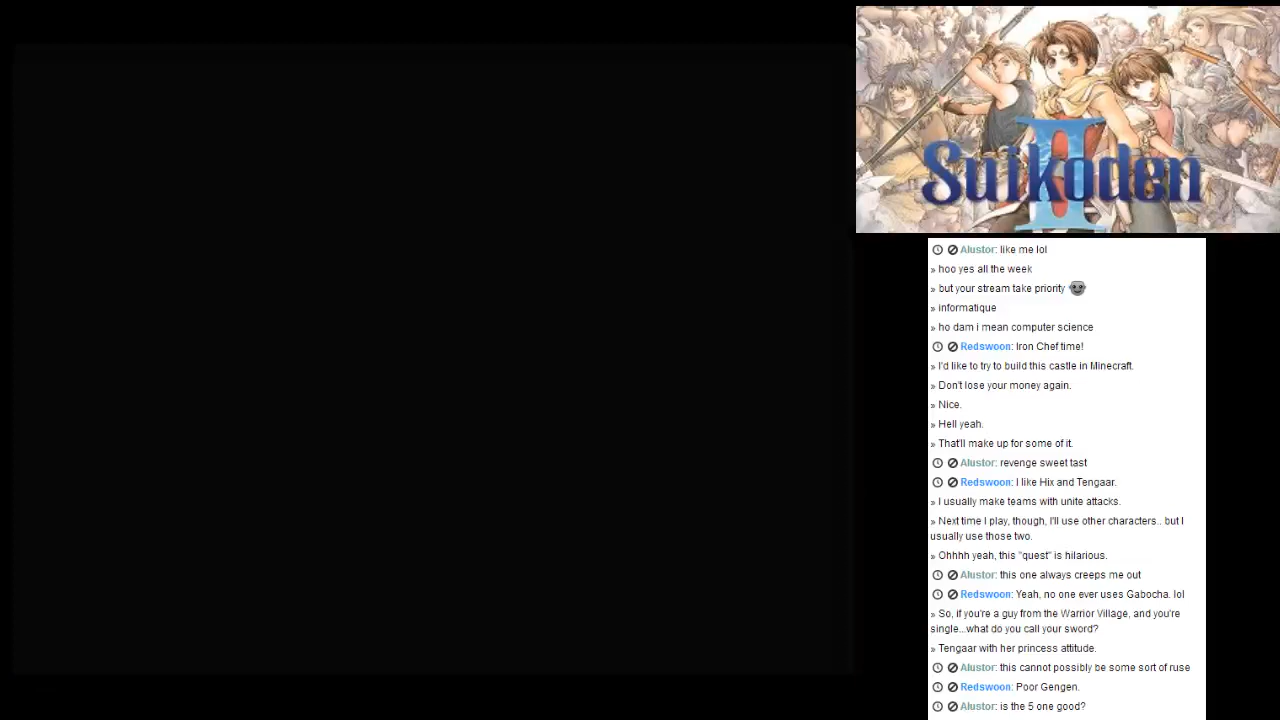 Suikoden
II
Alustor: like me lol
» hoo yes all the week
» but your stream take priority
» informatique
» ho dam i mean computer science
Redswoon: Iron Chef time!
» I'd like to try to build this castle in Minecraft.
» Don't lose your money again.
» Nice.
» Hell yeah.
» That'll make up for some of it.
Alustor: revenge sweet tast
Redswoon: I like Hix and Tengaar.
» I usually make teams with unite attacks.
» Next time I play, though, I'll use other characters.. but I
usually use those two.
» Ohhhh yeah, this "quest" is hilarious.
Alustor: this one always creeps me out
Redswoon: Yeah, no one ever uses Gabocha. lol
» So, if you're a guy from the Warrior Village, and you're
single...what do you call your sword?
» Tengaar with her princess attitude.
Alustor: this cannot possibly be some sort of ruse
Redswoon: Poor Gengen.
Alustor: is the 5 one good?